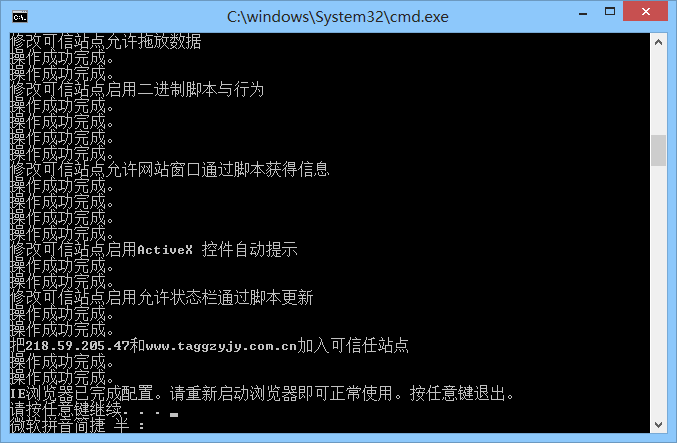 C:\windows\System32\cmd.exe
修改可信站点允许拖放数据
操作成功完成。
操作成功完成。
修改可信站点启用二进制脚本与行为
操作成功完成。
操作成功完成。
操作成功完成。
操作成功完成。
修改可信站点允许网站窗口通过脚本获得信息
操作成功完成。
操作成功完成。
操作成功完成。
操作成功完成。
修改可信站点启用ActiveX 控件自动提示
操作成功完成。
操作成功完成。
修改可信站点启用允许状态栏通过脚本更新
操作成功完成。
操作成功完成。
把218.59.205.47和www.taggzyjy.com.cn加入可信任站点
操作成功完成。
操作成功完成。
IE浏览器已完成配置。请重新启动浏览器即可正常使用。按任意键退出。
请按任意键继续. . .
微软拼音简捷 半 :